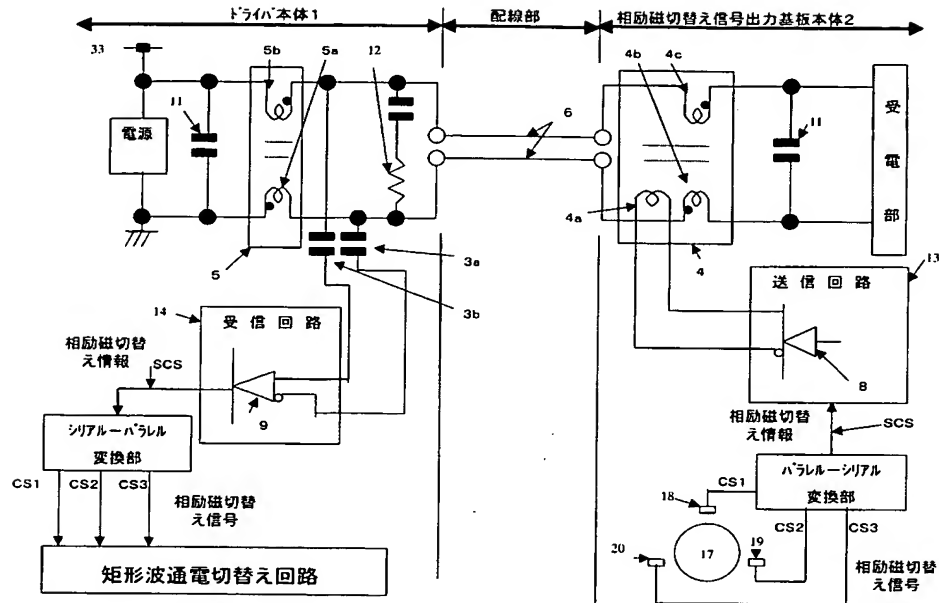 ドライバ本体1
配線部
相励磁切替え信号出力基板本体2
33
5b
5a
12
4b
4c
11
6
11
電源
受電部
4a
5
3a
3b
4
13
14
受信回路
送信回路
相励磁切替え情報
SCS
9
8
相励磁切替え情報
SCS
シリアルーパラレル
変換部
パラレルーシリアル
変換部
CS1
CS2
CS3
相励磁切替え信号
18
CS1
CS2
CS3
20
17
19
相励磁切替え信号
矩形波通電切替え回路